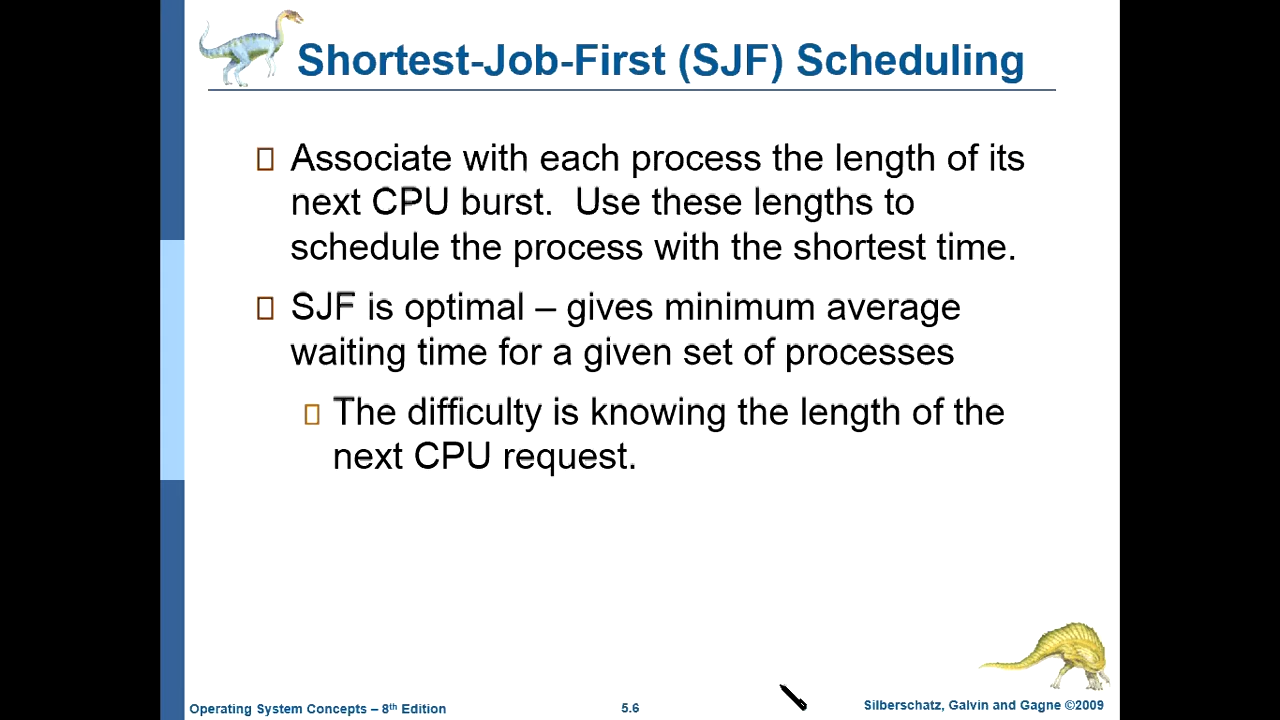 Shortest-Job-First (SJF) Scheduling
Associate with each process the length of its
next CPU burst.  Use these lengths to
schedule the process with the shortest time.
SJF is optimal – gives minimum average
waiting time for a given set of processes
The difficulty is knowing the length of the
next CPU request.
Operating System Concepts – 8th Edition
5.6
Silberschatz, Galvin and Gagne ©2009